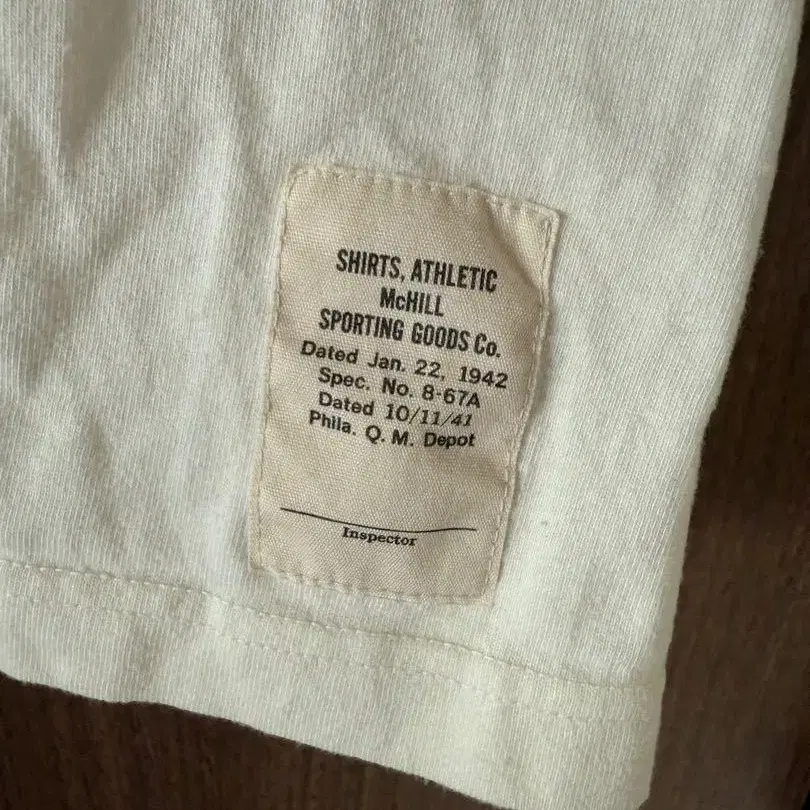 SHIRTS, ATHLETIC
McHILL
SPORTING GOODS Co.
Dated Jan. 22, 1942
Spec. No. 8-67A
Dated 10/11/41
Phila. Q. M. Depot
Inspector